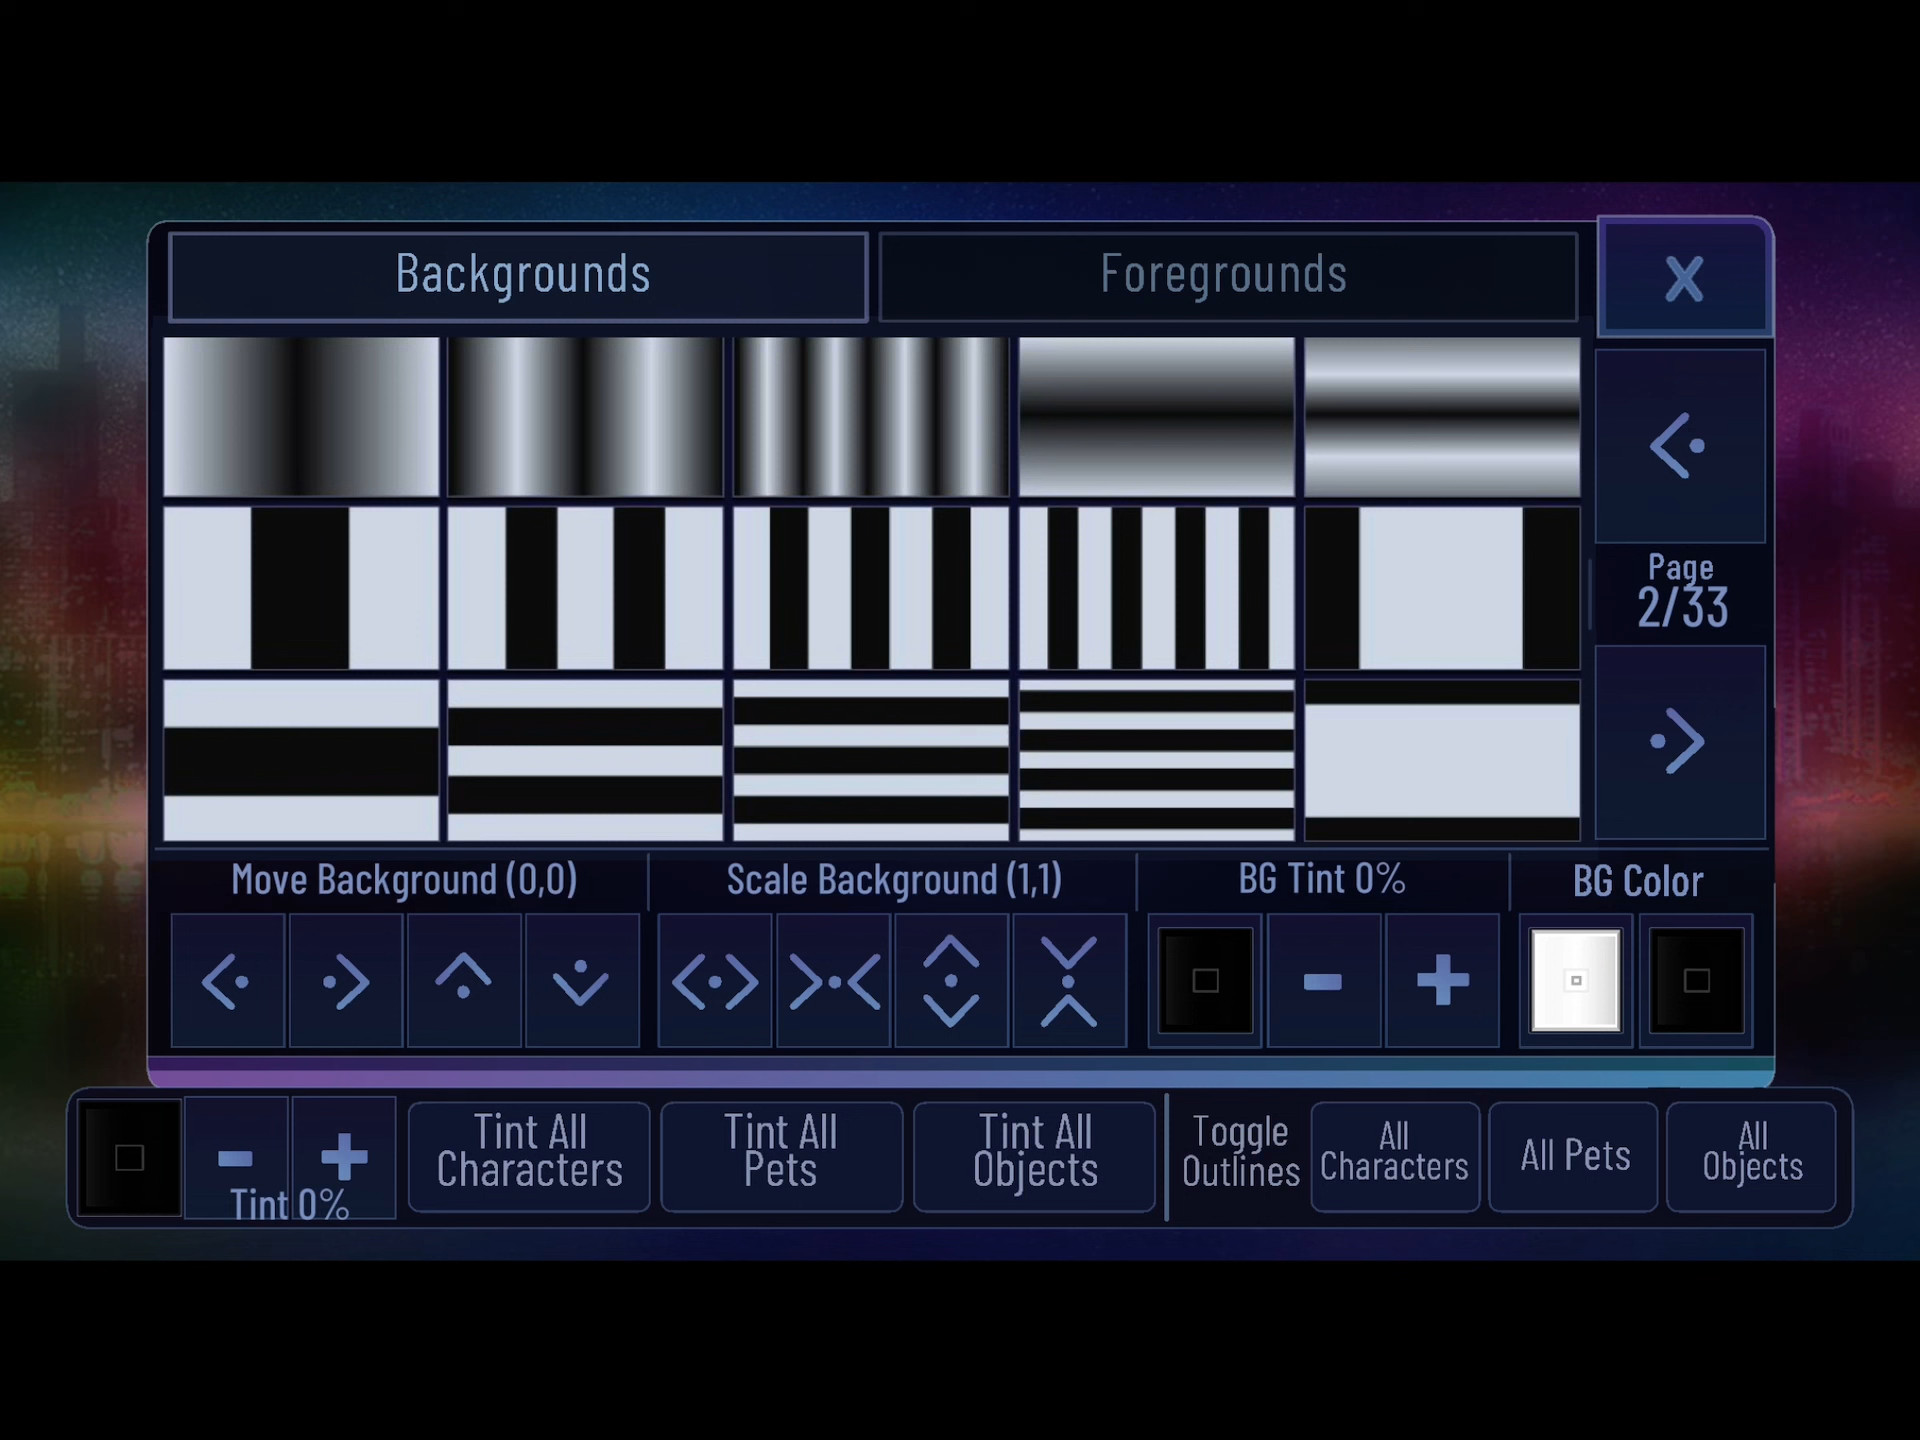 Backgrounds
Foregrounds
X
Page
2/33
Move Background (0,0)
Scale Background (1,1)
BG Tint 0%
BG Color
Tint 0%
Tint All
Characters
Tint All
Pets
Tint All
Objects
Toggle
Outlines
All
Characters
All Pets
All
Objects